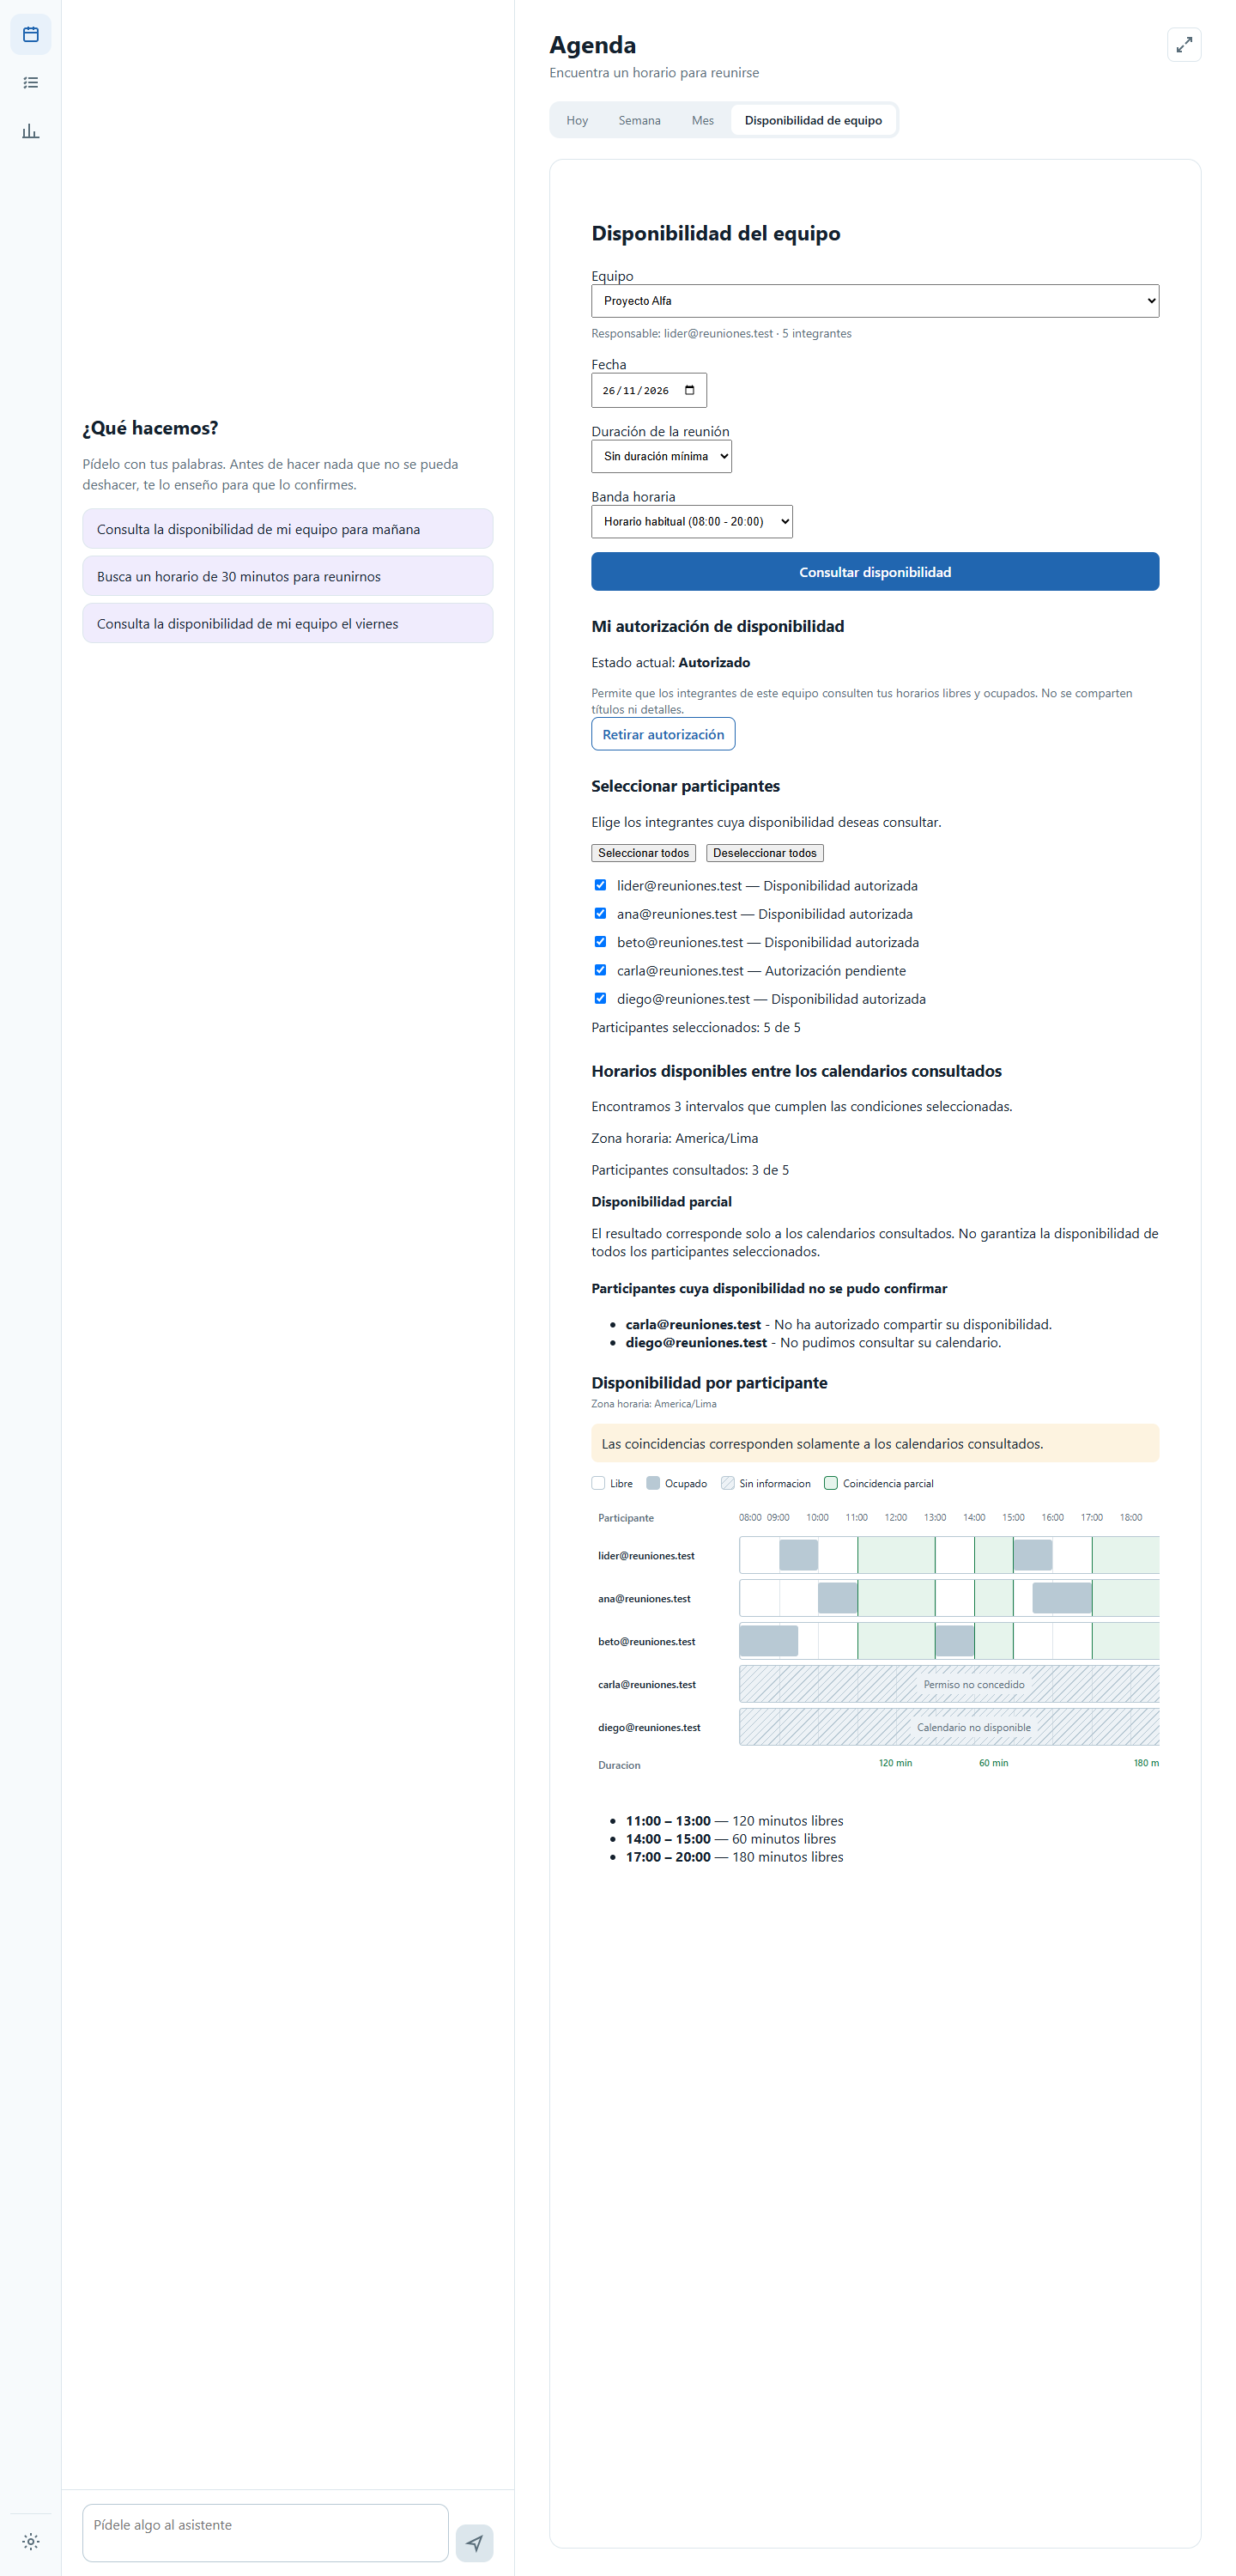 Agenda
Encuentra un horario para reunirse
Hoy
Semana
Mes
Disponibilidad de equipo
¿Qué hacemos?
Pídelo con tus palabras. Antes de hacer nada que no se pueda
deshacer, te lo enseño para que lo confirmes.
Consulta la disponibilidad de mi equipo para mañana
Busca un horario de 30 minutos para reunirnos
Consulta la disponibilidad de mi equipo el viernes
Pídele algo al asistente
Disponibilidad del equipo
Equipo
Proyecto Alfa
Responsable: lider@reuniones.test · 5 integrantes
Fecha
26/11/2026
Duración de la reunión
Sin duración mínima
Banda horaria
Horario habitual (08:00 - 20:00)
Consultar disponibilidad
Mi autorización de disponibilidad
Estado actual: Autorizado
Permite que los integrantes de este equipo consulten tus horarios libres y ocupados. No se comparten
títulos ni detalles.
Retirar autorización
Seleccionar participantes
Elige los integrantes cuya disponibilidad deseas consultar.
Seleccionar todos
Deseleccionar todos
lider@reuniones.test — Disponibilidad autorizada
ana@reuniones.test — Disponibilidad autorizada
beto@reuniones.test — Disponibilidad autorizada
carla@reuniones.test — Autorización pendiente
diego@reuniones.test — Disponibilidad autorizada
Participantes seleccionados: 5 de 5
Horarios disponibles entre los calendarios consultados
Encontramos 3 intervalos que cumplen las condiciones seleccionadas.
Zona horaria: America/Lima
Participantes consultados: 3 de 5
Disponibilidad parcial
El resultado corresponde solo a los calendarios consultados. No garantiza la disponibilidad de
todos los participantes seleccionados.
Participantes cuya disponibilidad no se pudo confirmar
• carla@reuniones.test - No ha autorizado compartir su disponibilidad.
• diego@reuniones.test - No pudimos consultar su calendario.
Disponibilidad por participante
Zona horaria: America/Lima
Las coincidencias corresponden solamente a los calendarios consultados.
Libre
Ocupado
Sin informacion
Coincidencia parcial
Participante 08:00 09:00 10:00 11:00 12:00 13:00 14:00 15:00 16:00 17:00 18:00
lider@reuniones.test
ana@reuniones.test
beto@reuniones.test
carla@reuniones.test Permiso no concedido
diego@reuniones.test Calendario no disponible
Duracion 120 min 60 min 180 m
• 11:00 – 13:00 — 120 minutos libres
• 14:00 – 15:00 — 60 minutos libres
• 17:00 – 20:00 — 180 minutos libres